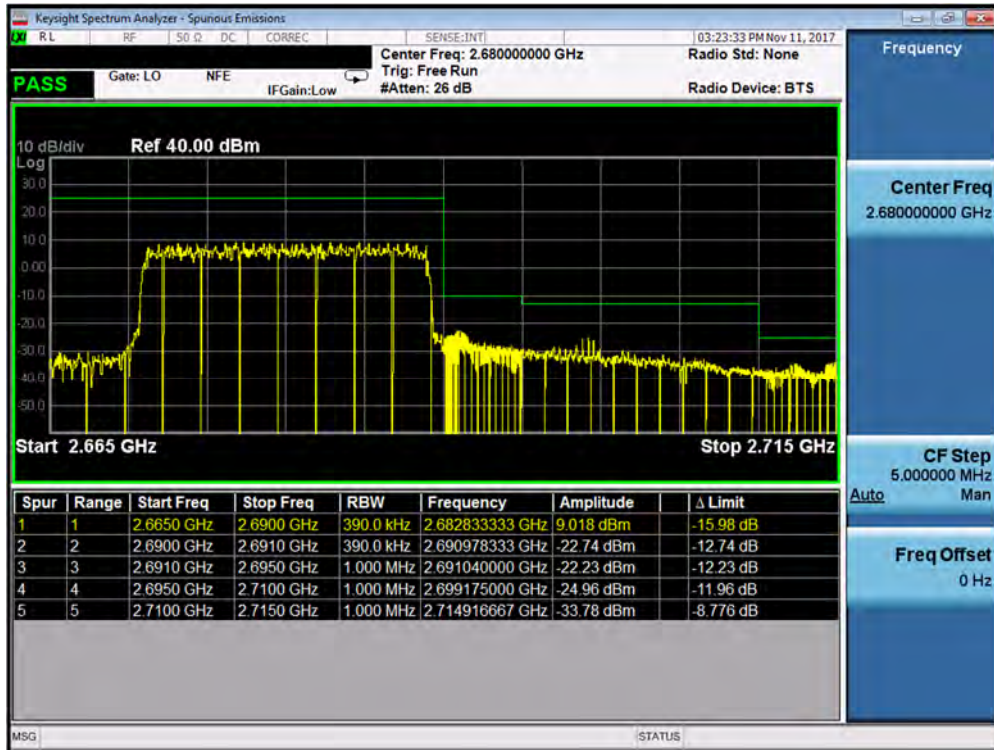 Keysight Spectrum Analyzer - Spurious Emissions
LXI RL RF 50 Ω DC CORREC SENSE:INT 03:23:33 PM Nov 11, 2017
Center Freq: 2.680000000 GHz Radio Std: None
PASS Gate: LO NFE Trig: Free Run
IFGain:Low #Atten: 26 dB Radio Device: BTS
10 dB/div Ref 40.00 dBm
Log
30.0
20.0
10.0
0.00
-10.0
-20.0
-30.0
-40.0
-50.0
Start 2.665 GHz Stop 2.715 GHz
Spur Range Start Freq Stop Freq RBW Frequency Amplitude Δ Limit
1 1 2.6650 GHz 2.6900 GHz 390.0 kHz 2.682833333 GHz 9.018 dBm -15.98 dB
2 2 2.6900 GHz 2.6910 GHz 390.0 kHz 2.690978333 GHz -22.74 dBm -12.74 dB
3 3 2.6910 GHz 2.6950 GHz 1.000 MHz 2.691040000 GHz -22.23 dBm -12.23 dB
4 4 2.6950 GHz 2.7100 GHz 1.000 MHz 2.699175000 GHz -24.96 dBm -11.96 dB
5 5 2.7100 GHz 2.7150 GHz 1.000 MHz 2.714916667 GHz -33.78 dBm -8.776 dB
Frequency
Center Freq
2.680000000 GHz
CF Step
5.000000 MHz
Auto Man
Freq Offset
0 Hz
MSG STATUS